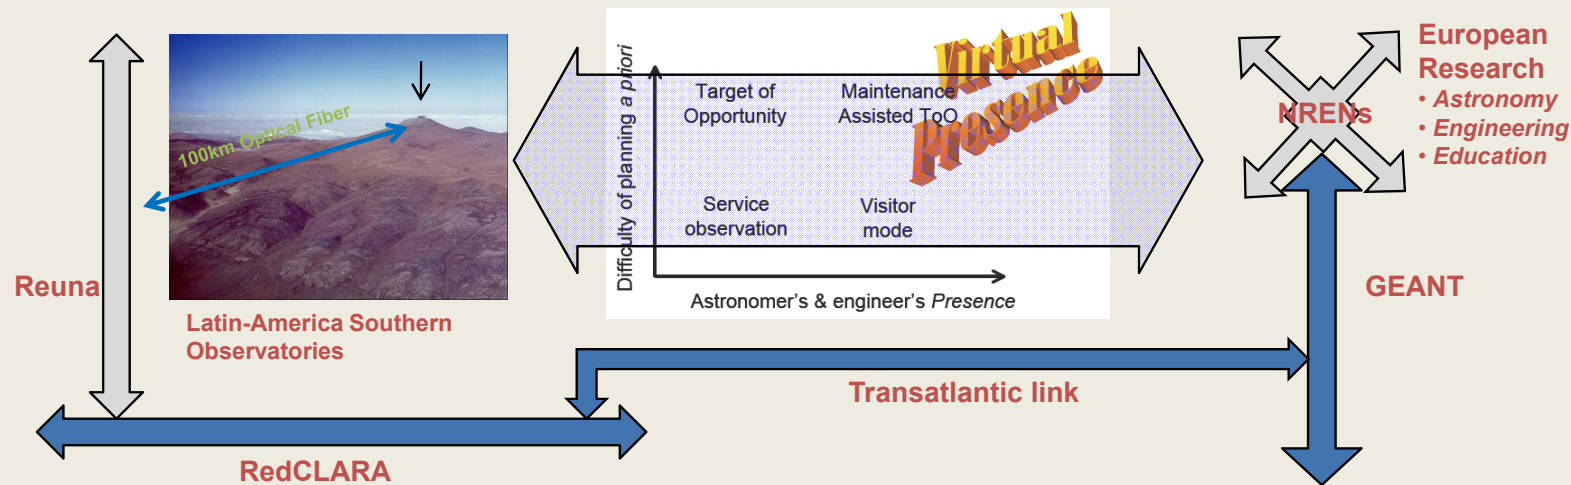 Reuna
100km Optical Fiber
Latin-America Southern
Observatories
RedCLARA
Difficulty of planning a priori
Target of
Opportunity
Maintenance
Assisted ToO
Virtual
Presence
Service
observation
Visitor
mode
Astronomer's & engineer's Presence
Transatlantic link
NRENs
European
Research
• Astronomy
• Engineering
• Education
GEANT